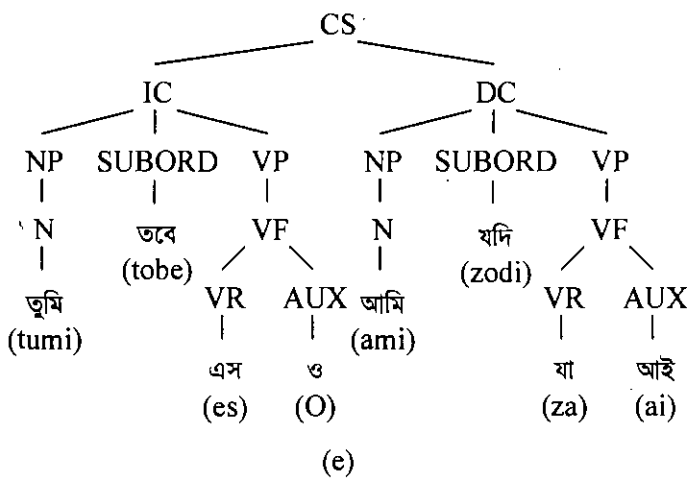 CS
IC DC
NP SUBORD VP NP SUBORD VP
N তবে VF N যদি VF
(tobe) (zodi)
তুমি VR AUX আমি VR AUX
(tumi) (ami)
এস ও যা আই
(es) (O) (za) (ai)
(e)